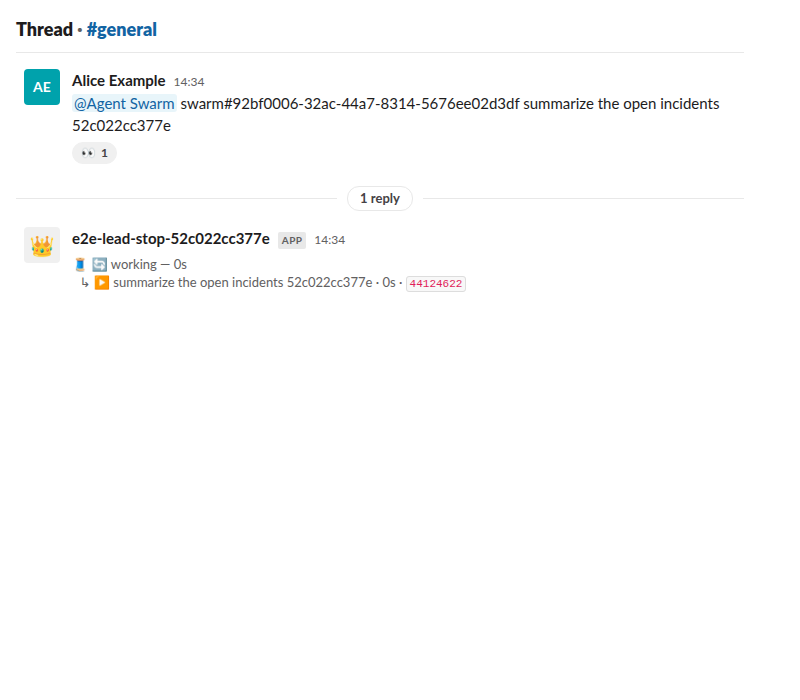 Thread • #general
AE
Alice Example 14:34
@Agent Swarm swarm#92bf0006-32ac-44a7-8314-5676ee02d3df summarize the open incidents
52c022cc377e
👀 1
1 reply
e2e-lead-stop-52c022cc377e APP 14:34
🧵 🔄 working — 0s
↳ ▶️ summarize the open incidents 52c022cc377e · 0s · 44124622